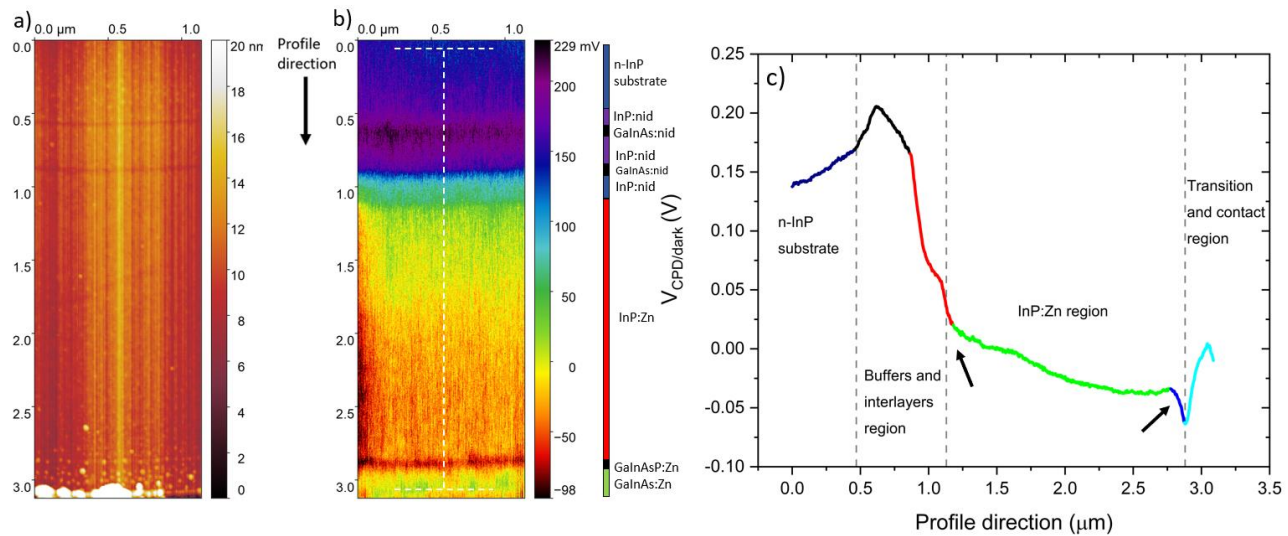 a)
0.0 µm 0.5 1.0
0.0
0.5
1.0
1.5
2.0
2.5
3.0
20 nm
18
16
14
12
10
8
6
4
2
0
Profile
direction
b)
0.0 µm 0.5 1.0
0.0
0.5
1.0
1.5
2.0
2.5
3.0
229 mV
200
150
100
50
0
−50
−98
n-InP
substrate
InP:nid
GaInAs:nid
InP:nid
GaInAs:nid
InP:nid
InP:Zn
GaInAsP:Zn
GaInAs:Zn
c)
V_CPD/dark (V)
0.25
0.20
0.15
0.10
0.05
0.00
-0.05
-0.10
n-InP
substrate
Buffers and
interlayers
region
InP:Zn region
Transition
and contact
region
0.0 0.5 1.0 1.5 2.0 2.5 3.0 3.5
Profile direction (µm)